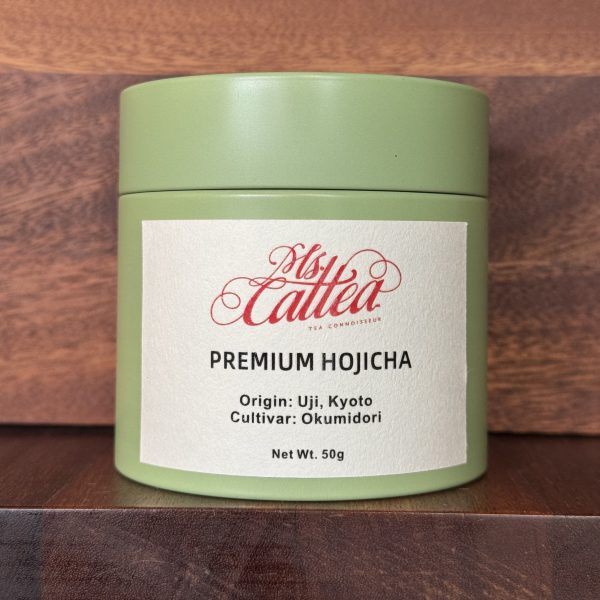 Ms.
Cattea
TEA CONNOISSEUR
PREMIUM HOJICHA
Origin: Uji, Kyoto
Cultivar: Okumidori
Net Wt. 50g